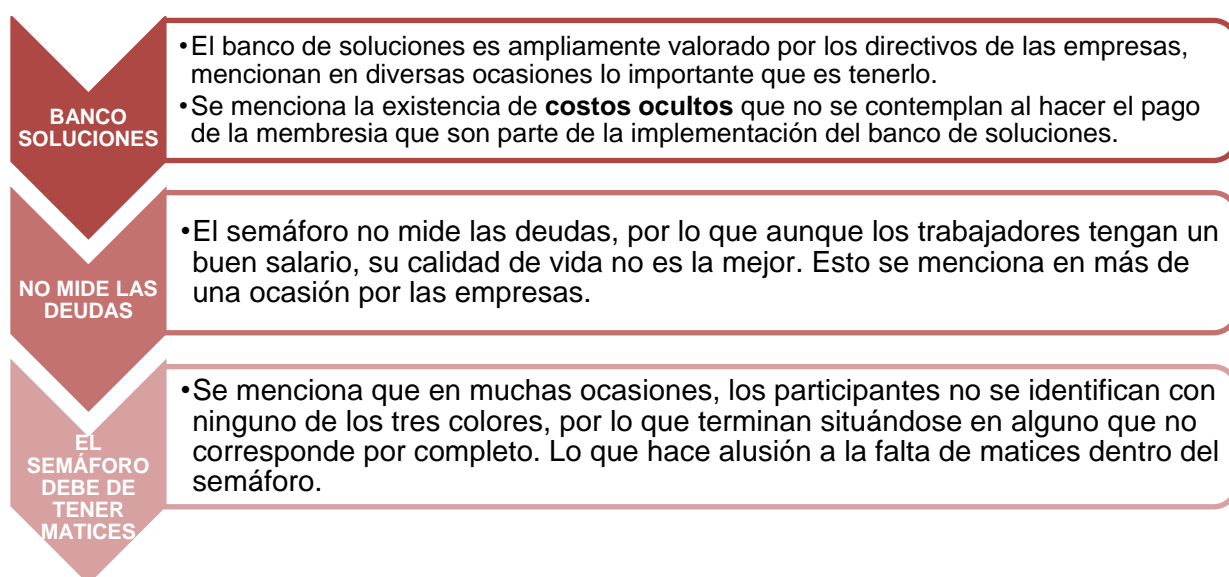 BANCO
SOLUCIONES
•El banco de soluciones es ampliamente valorado por los directivos de las empresas,
mencionan en diversas ocasiones lo importante que es tenerlo.
•Se menciona la existencia de costos ocultos que no se contemplan al hacer el pago
de la membresia que son parte de la implementación del banco de soluciones.
NO MIDE LAS
DEUDAS
•El semáforo no mide las deudas, por lo que aunque los trabajadores tengan un
buen salario, su calidad de vida no es la mejor. Esto se menciona en más de
una ocasión por las empresas.
EL
SEMÁFORO
DEBE DE
TENER
MATICES
•Se menciona que en muchas ocasiones, los participantes no se identifican con
ninguno de los tres colores, por lo que terminan situándose en alguno que no
corresponde por completo. Lo que hace alusión a la falta de matices dentro del
semáforo.